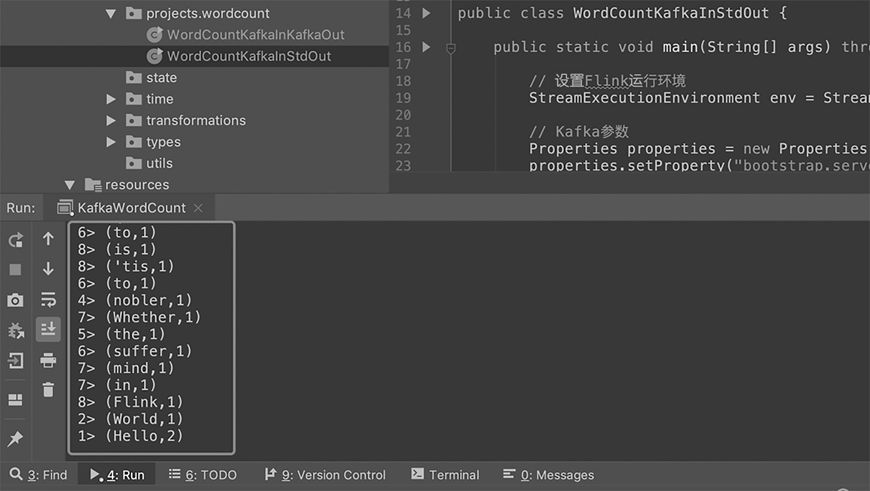 projects.wordcount
WordCountKafkaInKafkaOut
WordCountKafkaInStdOut
state
time
transformations
types
utils
resources
14 public class WordCountKafkaInStdOut {
15
16 public static void main(String[] args) thr
17
18 // 设置Flink运行环境
19 StreamExecutionEnvironment env = Stream
20
21 // Kafka参数
22 Properties properties = new Properties
23 properties.setProperty("bootstrap.serve
Run: KafkaWordCount
6> (to,1)
8> (is,1)
8> ('tis,1)
6> (to,1)
4> (nobler,1)
7> (Whether,1)
5> (the,1)
6> (suffer,1)
7> (mind,1)
7> (in,1)
8> (Flink,1)
2> (World,1)
1> (Hello,2)
3: Find 4: Run 6: TODO 9: Version Control Terminal 0: Messages